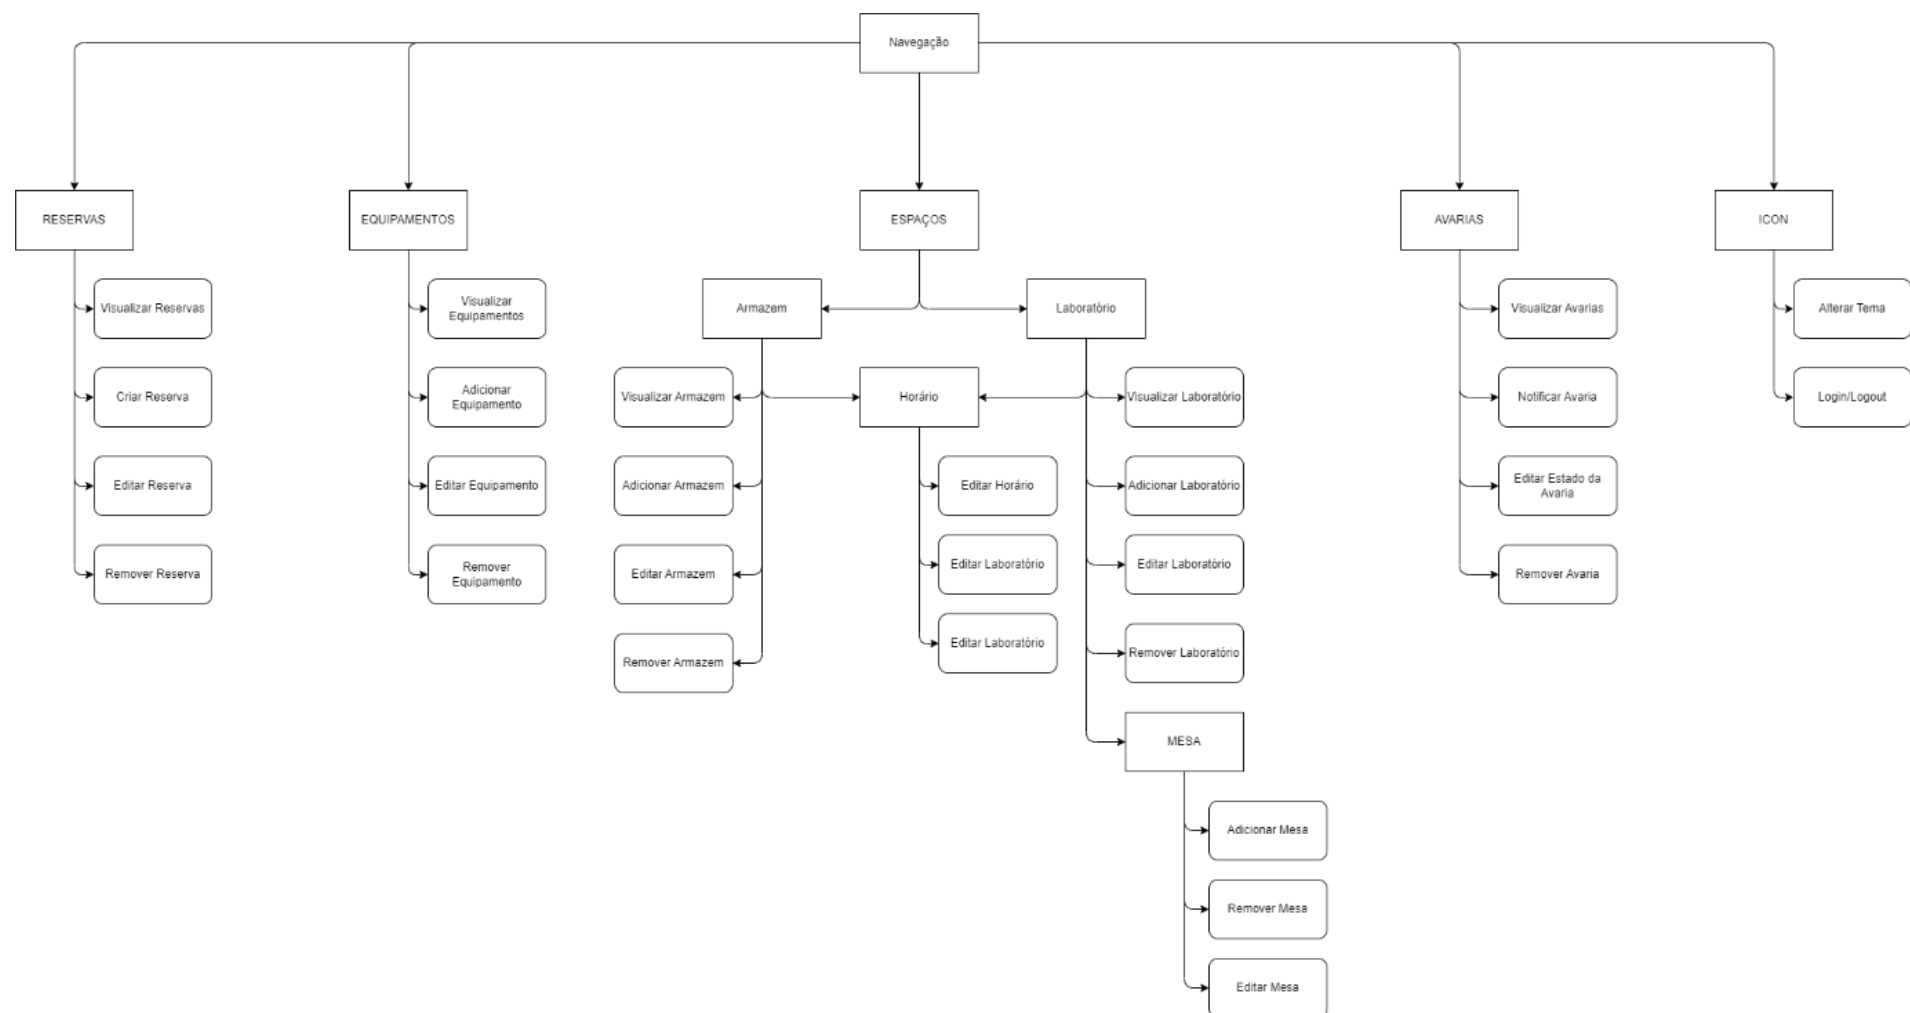 Navegação
RESERVAS
EQUIPAMENTOS
ESPAÇOS
AVARIAS
ICON
Visualizar Reservas
Visualizar
Equipamentos
Armazem
Laboratório
Visualizar Avarias
Alterar Tema
Criar Reserva
Adicionar
Equipamento
Visualizar Armazem
Horário
Visualizar Laboratório
Notificar Avaria
Login/Logout
Editar Reserva
Editar Equipamento
Adicionar Armazem
Editar Horário
Adicionar Laboratório
Editar Estado da
Avaria
Remover Reserva
Remover
Equipamento
Editar Armazem
Editar Laboratório
Editar Laboratório
Remover Avaria
Remover Armazem
Editar Laboratório
Remover Laboratório
MESA
Adicionar Mesa
Remover Mesa
Editar Mesa